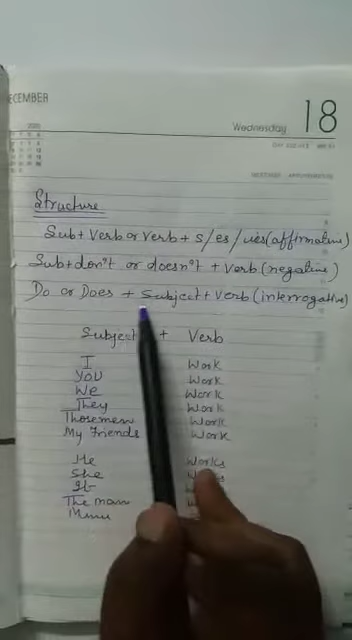 DECEMBER
Wednesday 18
Structure
Sub+ Verb or verb + s/es/ies (affirmative)
Sub + don't or doesn't + verb (negative)
Do or Does + subject + verb (interrogative)
Subject + Verb
I Work
YOU Work
We Work
They Work
Those men Work
My Friends Work
He Works
She
It
The man